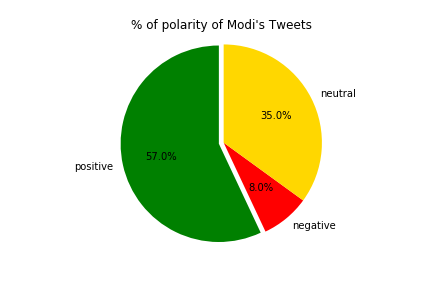 % of polarity of Modi's Tweets
neutral
35.0%
57.0%
positive
8.0%
negative